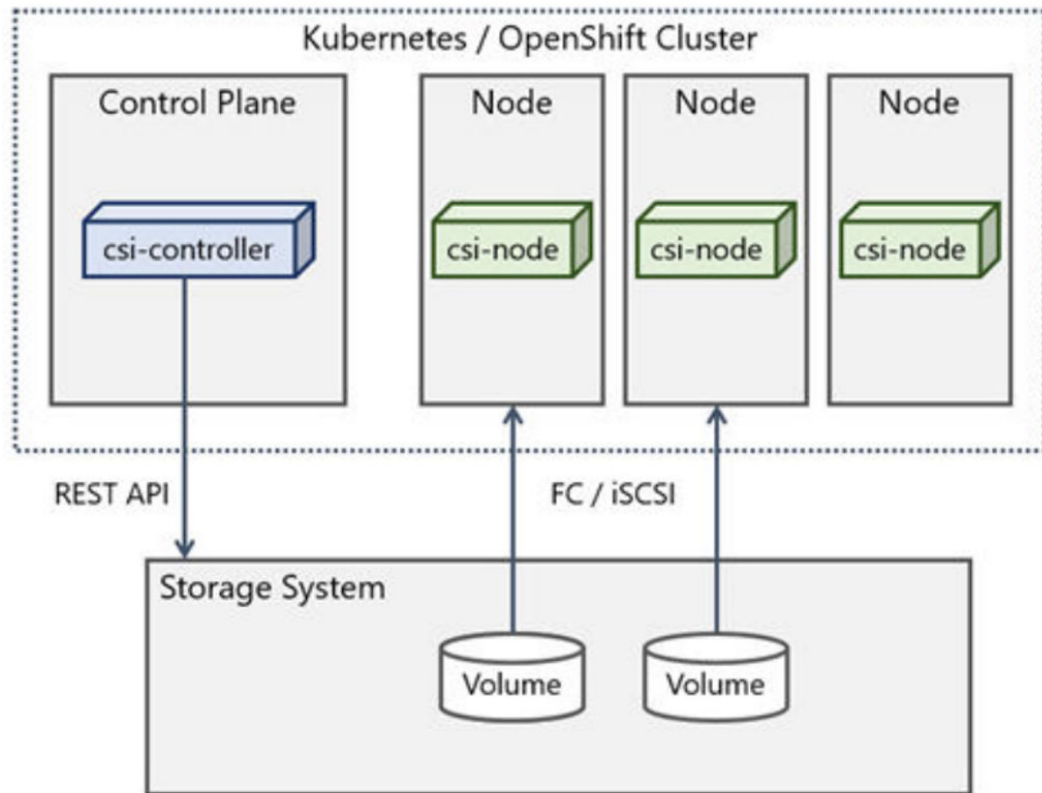 Kubernetes / OpenShift Cluster
Control Plane
Node
Node
Node
csi-controller
csi-node
csi-node
csi-node
REST API
FC / iSCSI
Storage System
Volume
Volume